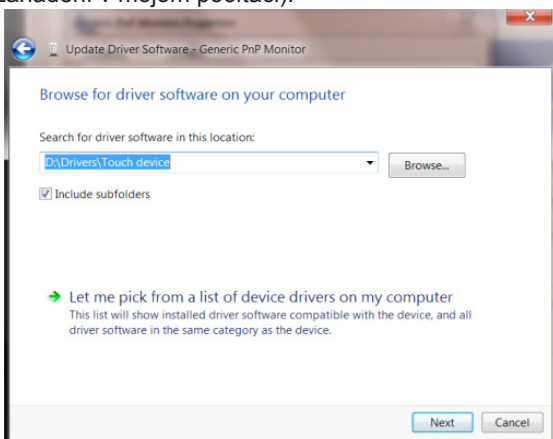 zariadení v mojom počítači).
Update Driver Software - Generic PnP Monitor
Browse for driver software on your computer
Search for driver software in this location:
D:\Drivers\Touch device
Browse...
Include subfolders
Let me pick from a list of device drivers on my computer
This list will show installed driver software compatible with the device, and all
driver software in the same category as the device.
Next
Cancel